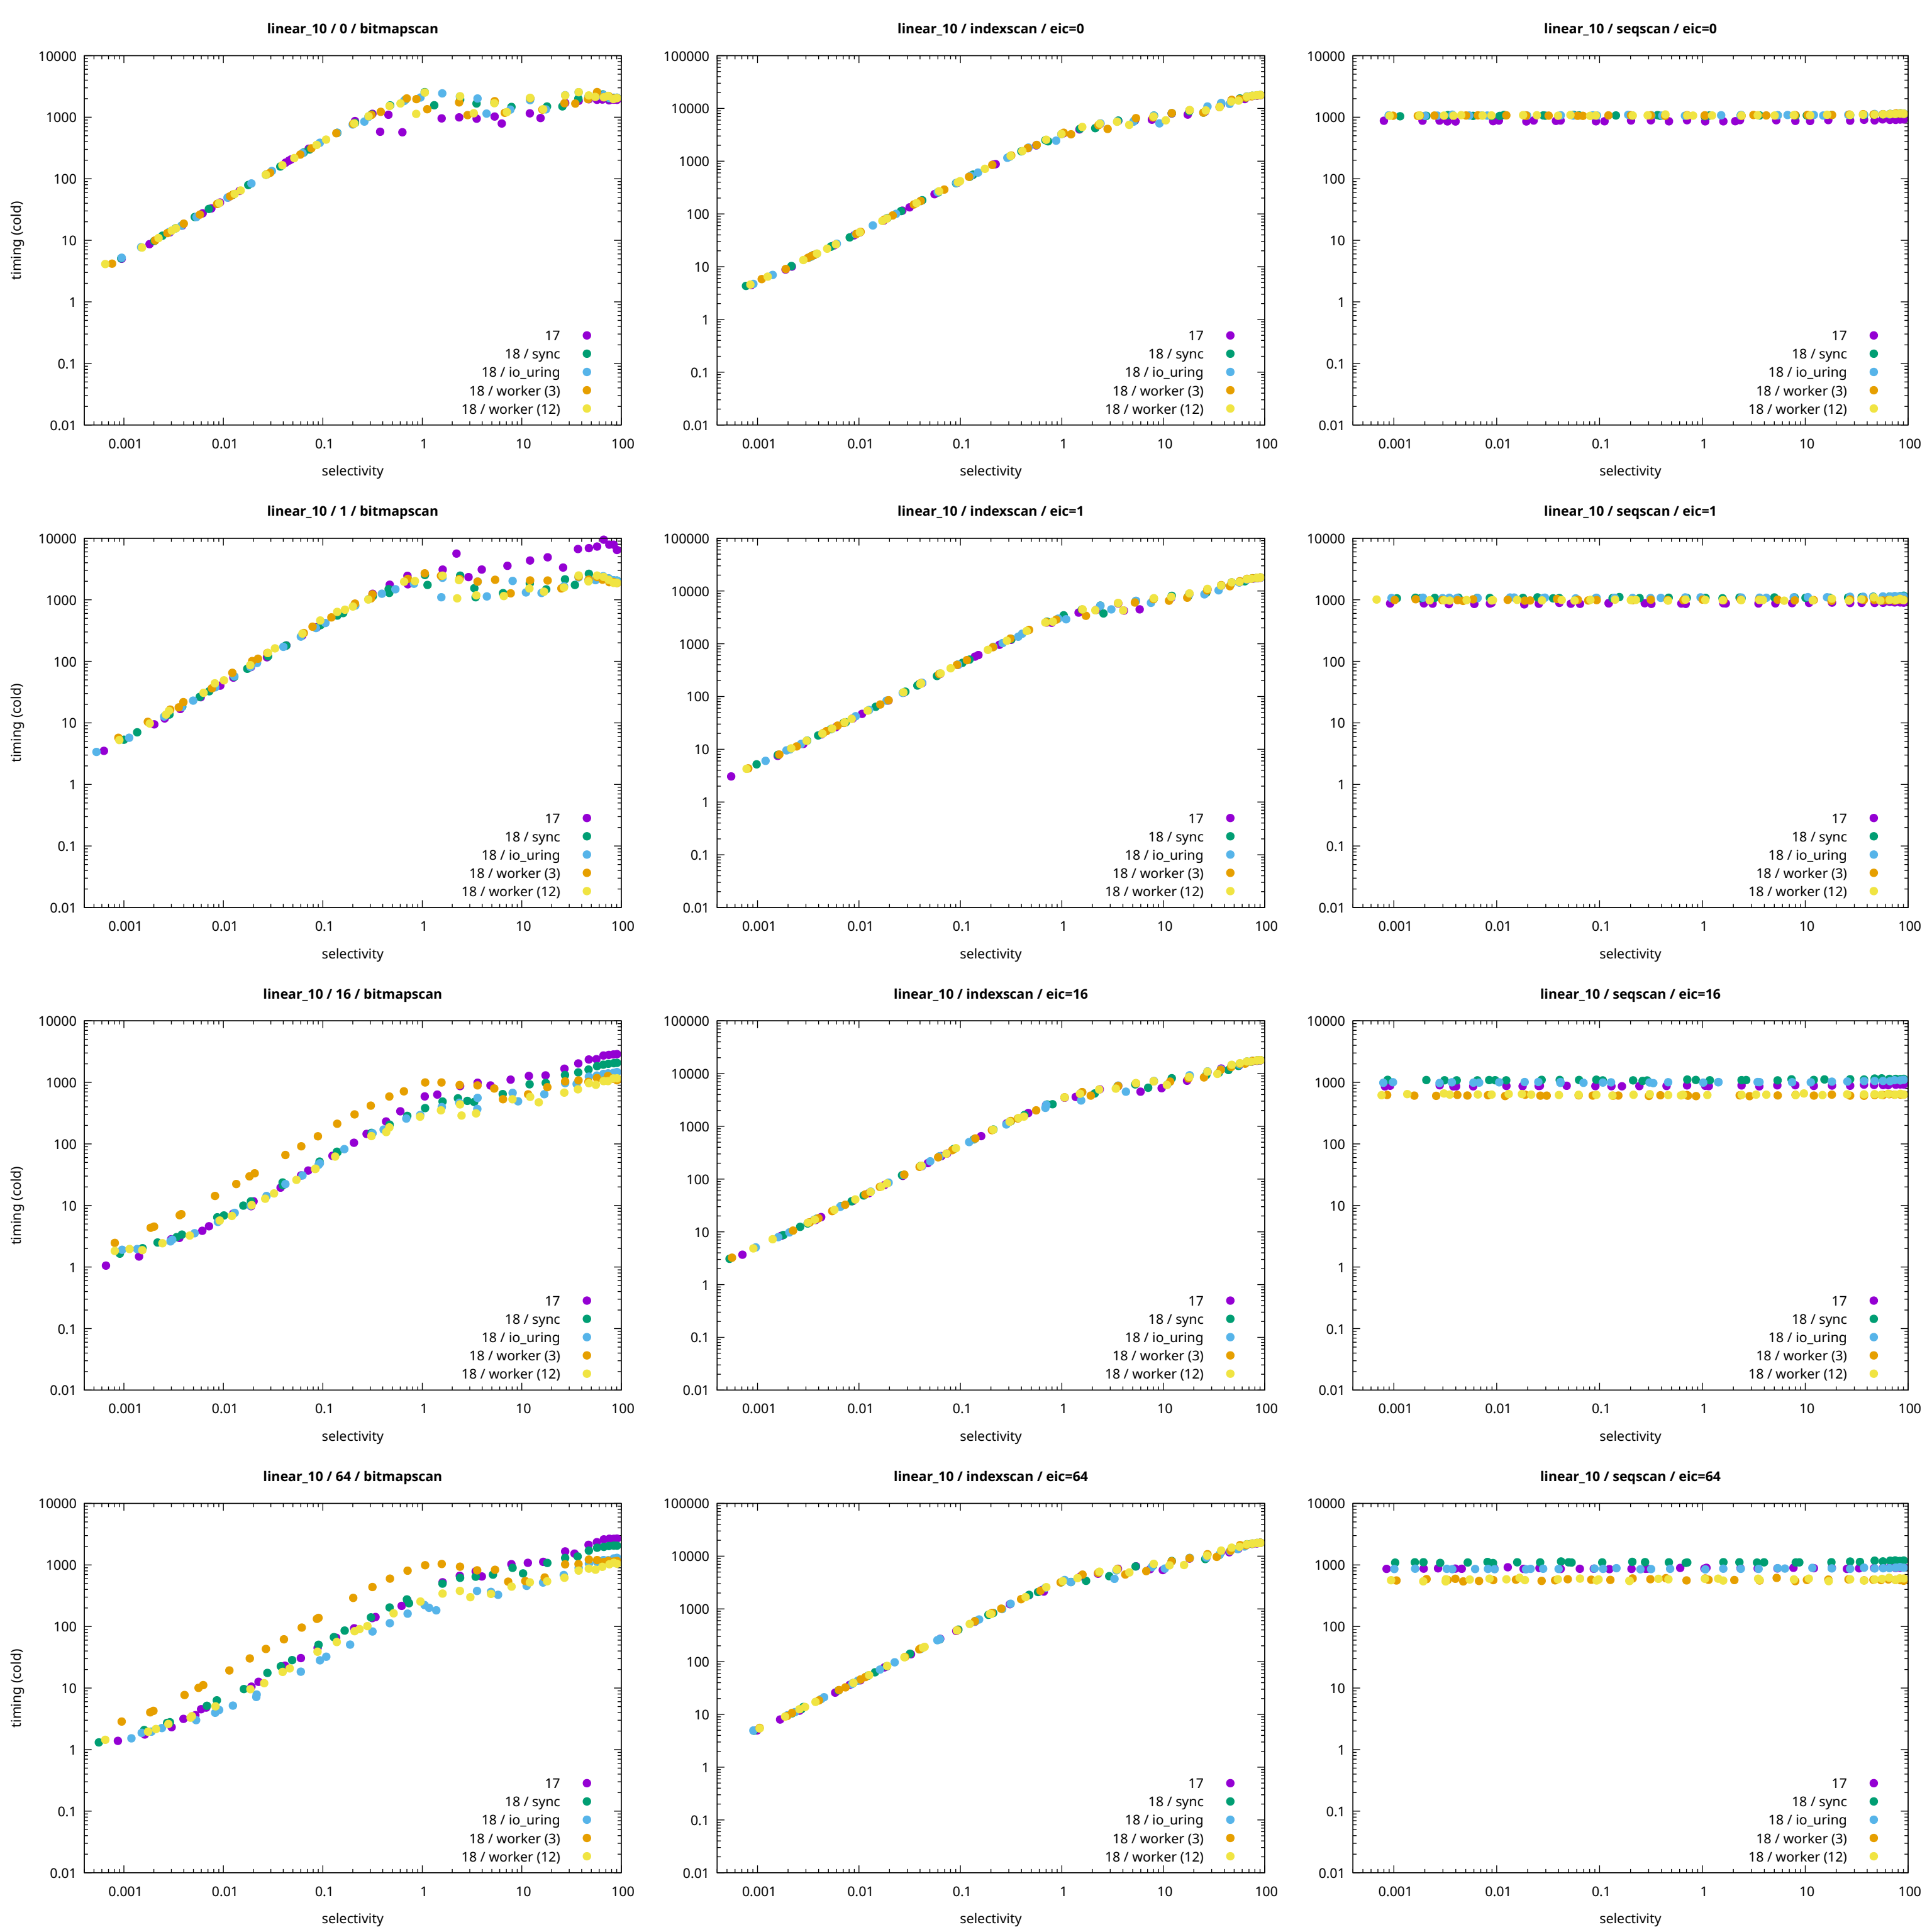 linear_10 / 0 / bitmapscan
10000
1000
100
10
1
0.1
0.01
0.001 0.01 0.1 1 10 100
timing (cold)
selectivity
17
18 / sync
18 / io_uring
18 / worker (3)
18 / worker (12)
linear_10 / indexscan / eic=0
100000
10000
1000
100
10
1
0.1
0.01
0.001 0.01 0.1 1 10 100
selectivity
17
18 / sync
18 / io_uring
18 / worker (3)
18 / worker (12)
linear_10 / seqscan / eic=0
10000
1000
100
10
1
0.1
0.01
0.001 0.01 0.1 1 10 100
selectivity
17
18 / sync
18 / io_uring
18 / worker (3)
18 / worker (12)
linear_10 / 1 / bitmapscan
10000
1000
100
10
1
0.1
0.01
0.001 0.01 0.1 1 10 100
timing (cold)
selectivity
17
18 / sync
18 / io_uring
18 / worker (3)
18 / worker (12)
linear_10 / indexscan / eic=1
100000
10000
1000
100
10
1
0.1
0.01
0.001 0.01 0.1 1 10 100
selectivity
17
18 / sync
18 / io_uring
18 / worker (3)
18 / worker (12)
linear_10 / seqscan / eic=1
10000
1000
100
10
1
0.1
0.01
0.001 0.01 0.1 1 10 100
selectivity
17
18 / sync
18 / io_uring
18 / worker (3)
18 / worker (12)
linear_10 / 16 / bitmapscan
10000
1000
100
10
1
0.1
0.01
0.001 0.01 0.1 1 10 100
timing (cold)
selectivity
17
18 / sync
18 / io_uring
18 / worker (3)
18 / worker (12)
linear_10 / indexscan / eic=16
100000
10000
1000
100
10
1
0.1
0.01
0.001 0.01 0.1 1 10 100
selectivity
17
18 / sync
18 / io_uring
18 / worker (3)
18 / worker (12)
linear_10 / seqscan / eic=16
10000
1000
100
10
1
0.1
0.01
0.001 0.01 0.1 1 10 100
selectivity
17
18 / sync
18 / io_uring
18 / worker (3)
18 / worker (12)
linear_10 / 64 / bitmapscan
10000
1000
100
10
1
0.1
0.01
0.001 0.01 0.1 1 10 100
timing (cold)
selectivity
17
18 / sync
18 / io_uring
18 / worker (3)
18 / worker (12)
linear_10 / indexscan / eic=64
100000
10000
1000
100
10
1
0.1
0.01
0.001 0.01 0.1 1 10 100
selectivity
17
18 / sync
18 / io_uring
18 / worker (3)
18 / worker (12)
linear_10 / seqscan / eic=64
10000
1000
100
10
1
0.1
0.01
0.001 0.01 0.1 1 10 100
selectivity
17
18 / sync
18 / io_uring
18 / worker (3)
18 / worker (12)